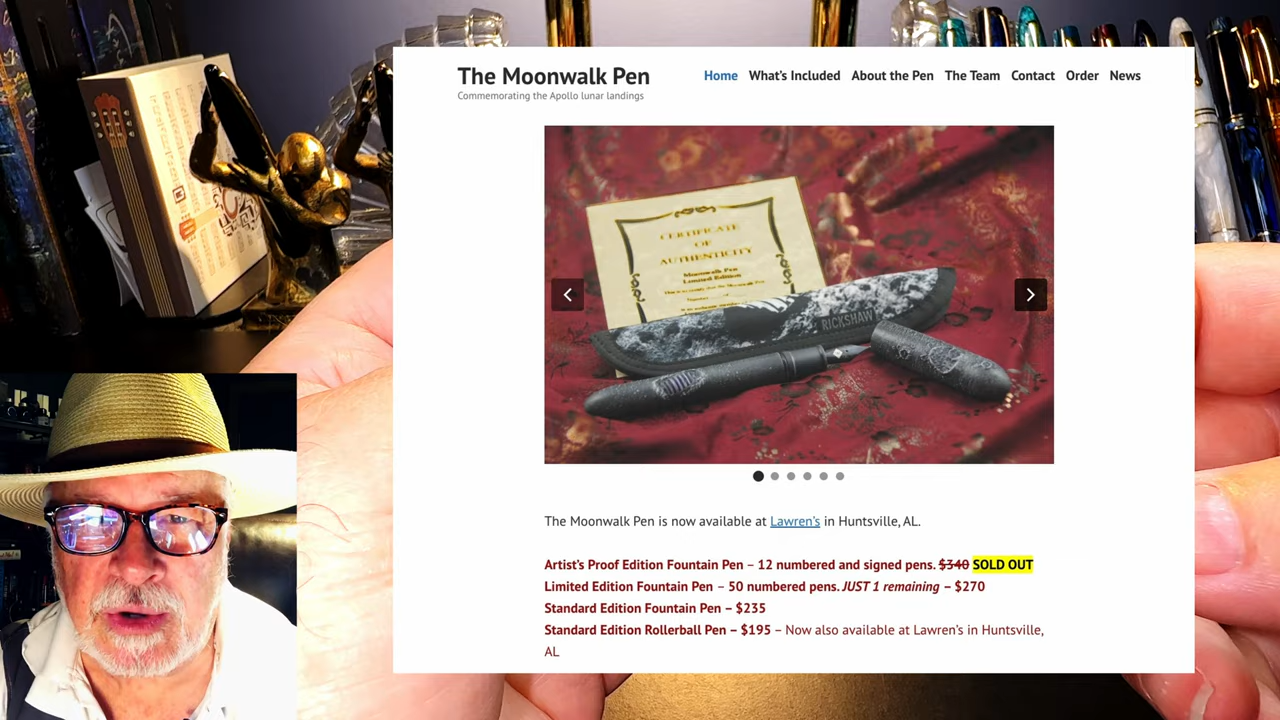 The Moonwalk Pen
Commemorating the Apollo lunar landings
Home What's Included About the Pen The Team Contact Order News
CERTIFICATE
OF
AUTHENTICITY
Moonwalk Pen
Limited Edition
RICKSHAW
The Moonwalk Pen is now available at Lawren's in Huntsville, AL.
Artist's Proof Edition Fountain Pen – 12 numbered and signed pens. $340 SOLD OUT
Limited Edition Fountain Pen – 50 numbered pens. JUST 1 remaining – $270
Standard Edition Fountain Pen – $235
Standard Edition Rollerball Pen – $195 – Now also available at Lawren's in Huntsville,
AL